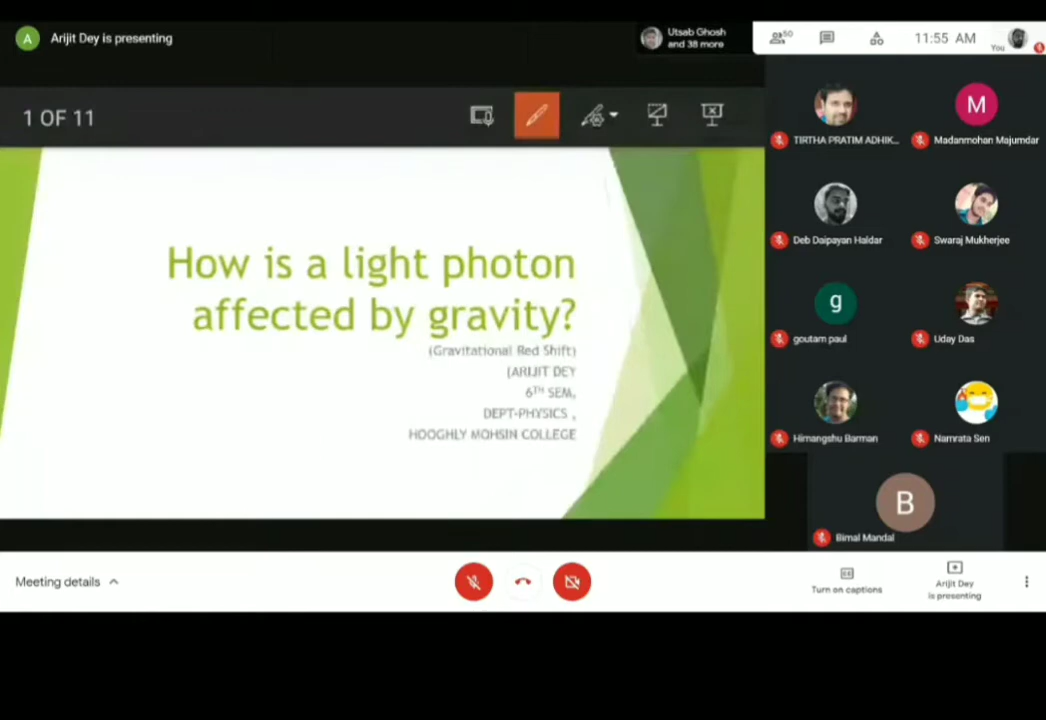 A
Arijit Dey is presenting
Utsab Ghosh
and 38 more
50
11:55 AM
You
1 OF 11
How is a light photon
affected by gravity?
(Gravitational Red Shift)
(ARIJIT DEY
6TH SEM,
DEPT-PHYSICS ,
HOOGHLY MOHSIN COLLEGE
TIRTHA PRATIM ADHIK...
M
Madanmohan Majumdar
Deb Daipayan Haldar
Swaraj Mukherjee
g
goutam paul
Uday Das
Himangshu Barman
Namrata Sen
B
Bimal Mandal
Meeting details
Turn on captions
Arijit Dey
is presenting